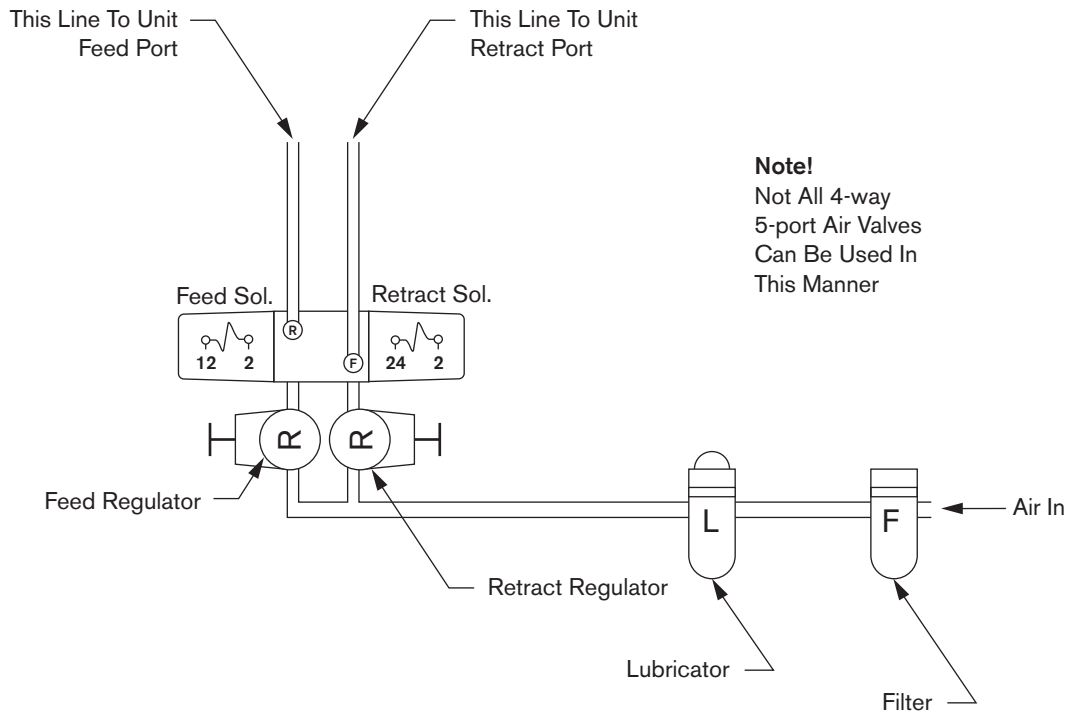 This Line To Unit
Feed Port
This Line To Unit
Retract Port
Note!
Not All 4-way
5-port Air Valves
Can Be Used In
This Manner
Feed Sol.
Retract Sol.
R
12 2
F
24 2
R
R
Feed Regulator
L
F
Air In
Retract Regulator
Lubricator
Filter